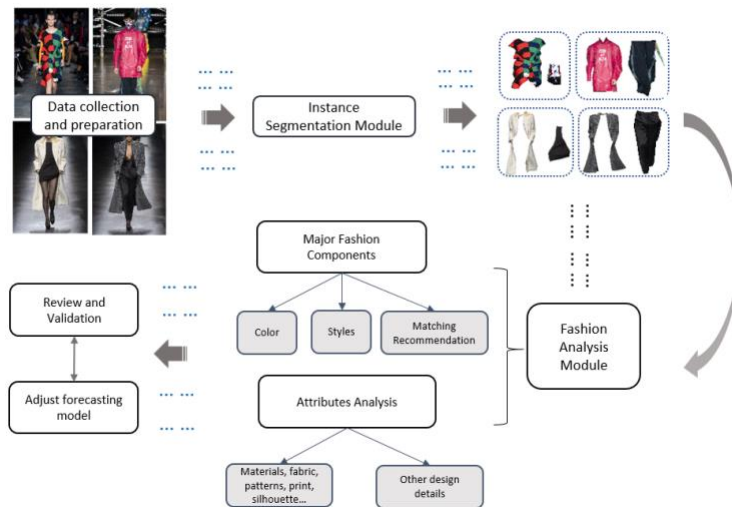 Data collection
and preparation
Instance
Segmentation Module
Major Fashion
Components
Color
Styles
Matching
Recommendation
Fashion
Analysis
Module
Review and
Validation
Adjust forecasting
model
Attributes Analysis
Materials, fabric,
patterns, print,
silhouette...
Other design
details